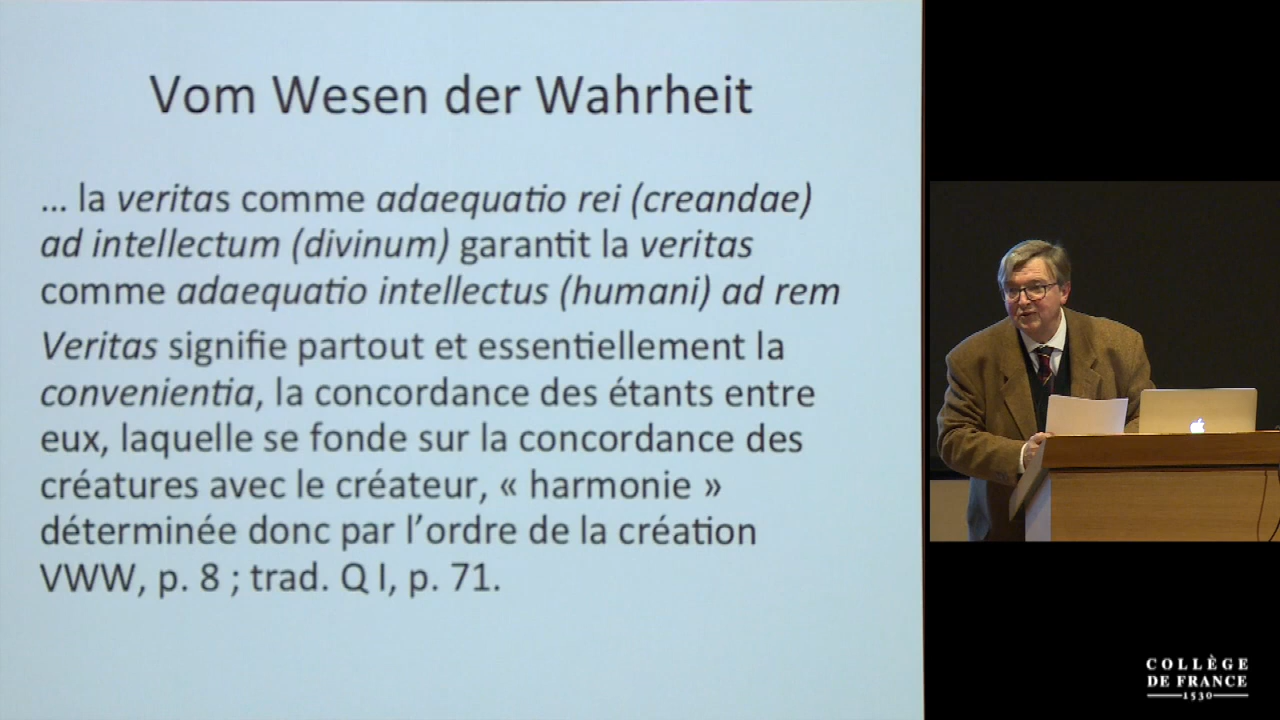 Vom Wesen der Wahrheit
... la veritas comme adaequatio rei (creandae)
ad intellectum (divinum) garantit la veritas
comme adaequatio intellectus (humani) ad rem
Veritas signifie partout et essentiellement la
convenientia, la concordance des étants entre
eux, laquelle se fonde sur la concordance des
créatures avec le créateur, « harmonie »
déterminée donc par l’ordre de la création
VWW, p. 8 ; trad. Q I, p. 71.
COLLÈGE
DE FRANCE
1530